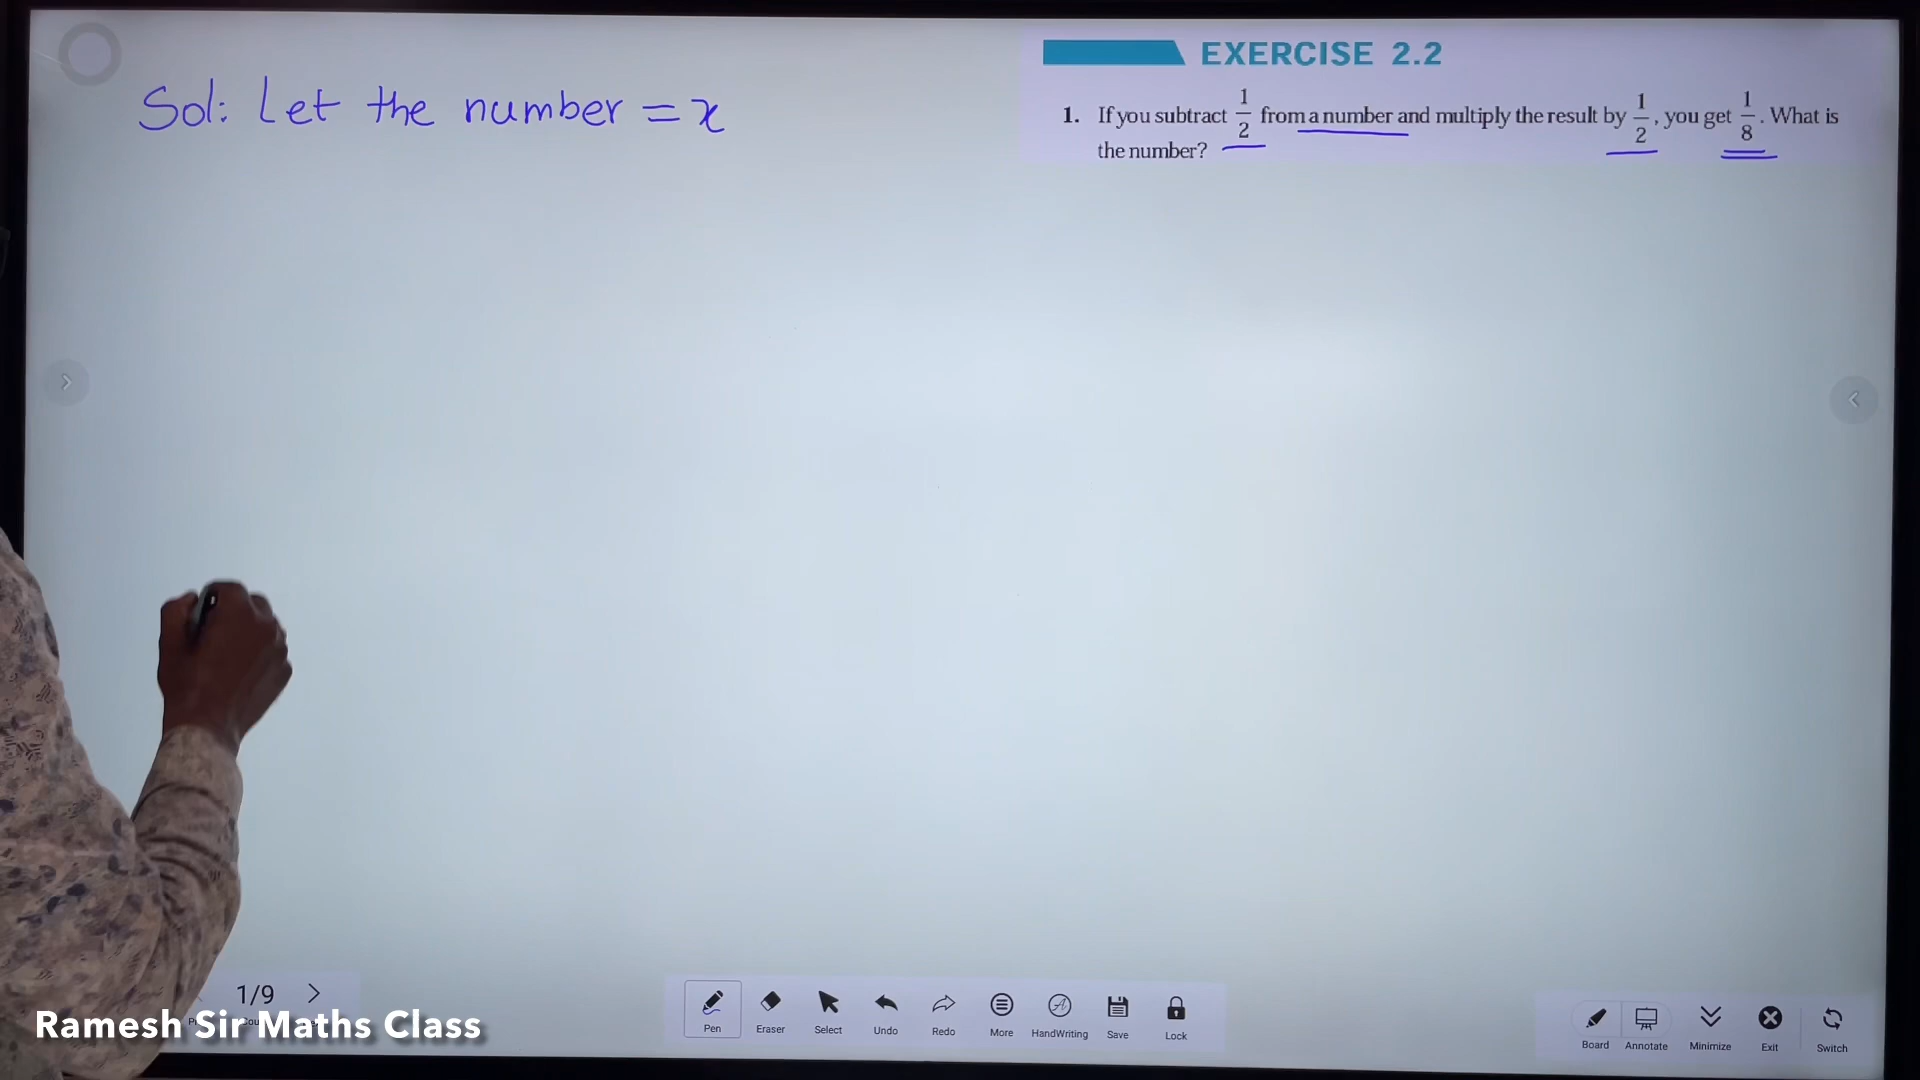 EXERCISE 2.2
Sol: Let the number = x
1. If you subtract 1/2 from a number and multiply the result by 1/2, you get 1/8. What is
the number?
1/9
Ramesh Sir Maths Class
Pen Eraser Select Undo Redo More HandWriting Save Lock
Board Annotate Minimize Exit Switch